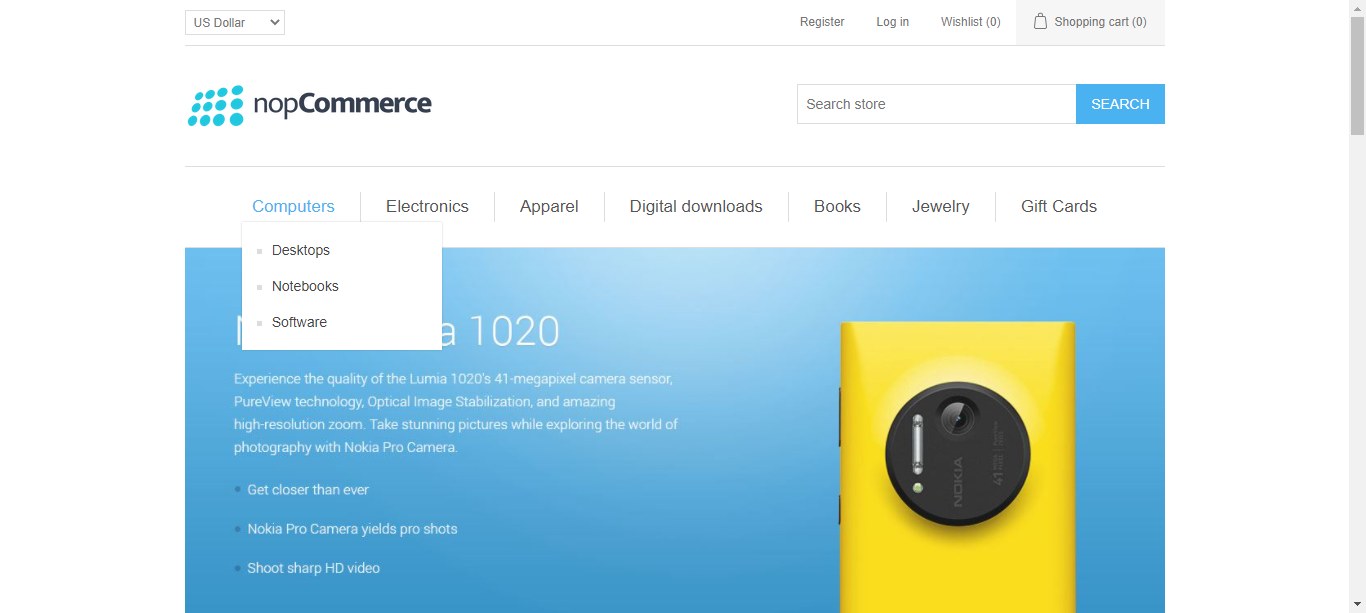 US Dollar
Register Log in Wishlist (0) Shopping cart (0)
nopCommerce
Search store SEARCH
Computers Electronics Apparel Digital downloads Books Jewelry Gift Cards
Desktops
Notebooks
Software
1020
Experience the quality of the Lumia 1020's 41-megapixel camera sensor,
PureView technology, Optical Image Stabilization, and amazing
high-resolution zoom. Take stunning pictures while exploring the world of
photography with Nokia Pro Camera.
Get closer than ever
Nokia Pro Camera yields pro shots
Shoot sharp HD video
NOKIA
41